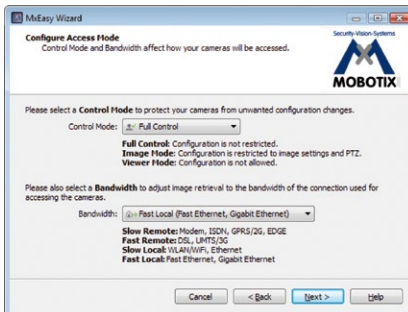 MxEasy Wizard
Configure Access Mode
Control Mode and Bandwidth affect how your cameras will be accessed.
Security-Vision-Systems
MOBOTIX
Please select a Control Mode to protect your cameras from unwanted configuration changes.
Control Mode: Full Control
Full Control: Configuration is not restricted.
Image Mode: Configuration is restricted to image settings and PTZ.
Viewer Mode: Configuration is not allowed.
Please also select a Bandwidth to adjust image retrieval to the bandwidth of the connection used for
accessing the cameras.
Bandwidth: Fast Local (Fast Ethernet, Gigabit Ethernet)
Slow Remote: Modem, ISDN, GPRS/2G, EDGE
Fast Remote: DSL, UMTS/3G
Slow Local: WLAN/WiFi, Ethernet
Fast Local: Fast Ethernet, Gigabit Ethernet
Cancel < Back Next > Help